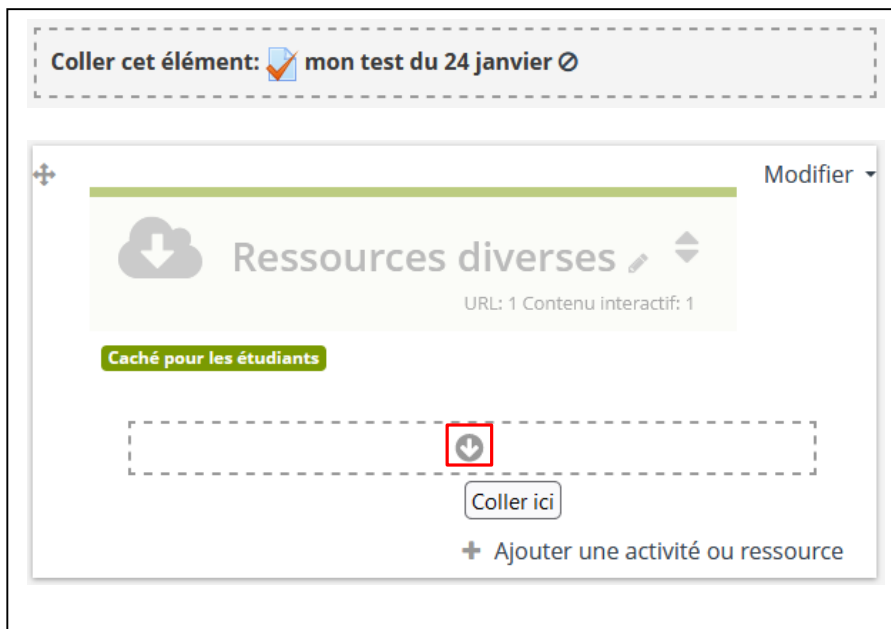 Coller cet élément: mon test du 24 janvier
Modifier
Ressources diverses
URL: 1 Contenu interactif: 1
Caché pour les étudiants
Coller ici
Ajouter une activité ou ressource